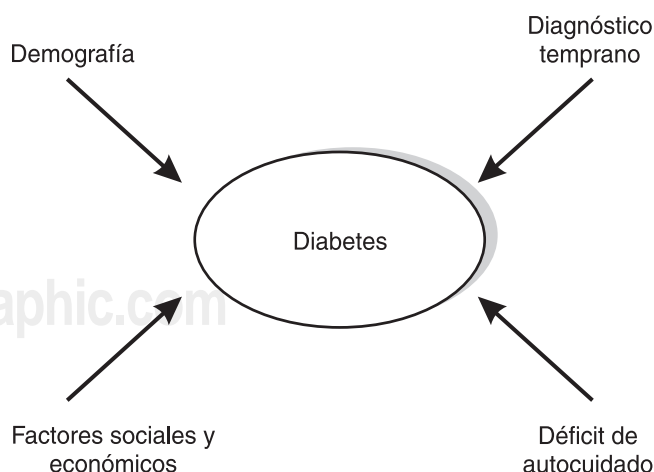 Diagnóstico
temprano
Demografía
Diabetes
aphic.com
Factores sociales y
económicos
Déficit de
autocuidado